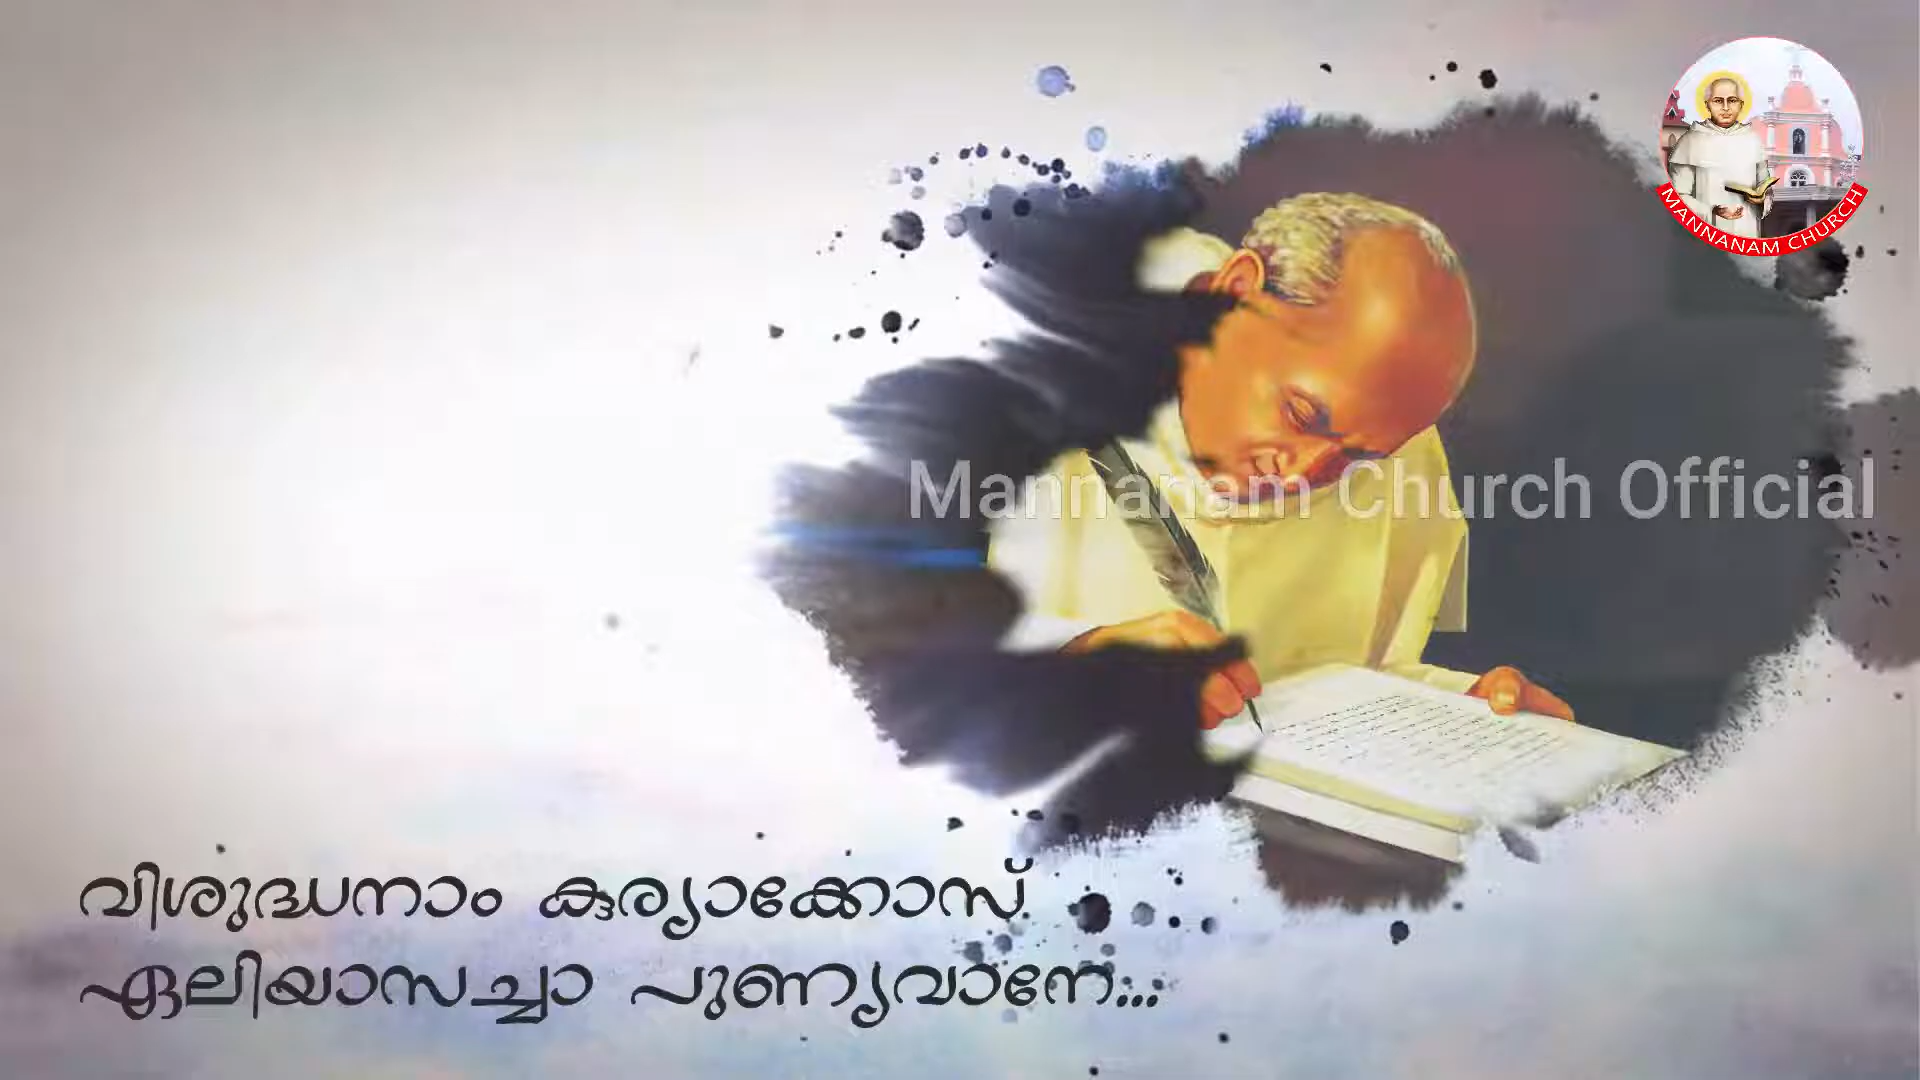 MANNANAM CHURCH
Mannanam Church Official
വിശുദ്ധനാം കുര്യാക്കോസ്
ഏലിയാസച്ചാ പുണ്യവാനേ...